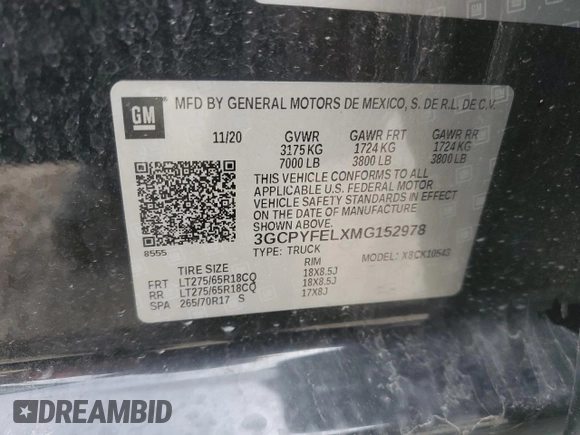 GM
MFD BY GENERAL MOTORS DE MEXICO, S. DE R.L. DE C.V.
11/20 GVWR GAWR FRT GAWR RR
3175 KG 1724 KG 1724 KG
7000 LB 3800 LB 3800 LB
THIS VEHICLE CONFORMS TO ALL
APPLICABLE U.S. FEDERAL MOTOR
VEHICLE SAFETY STANDARDS IN
EFFECT ON THE DATE OF MANUFACTURE
SHOWN ABOVE.
3GCPYFELXMG152978
8555 TYPE: TRUCK MODEL:
TIRE SIZE RIM
FRT LT275/65R18CQ 18X8.5J
RR LT275/65R18CQ 18X8.5J
SPA 265/70R17 S 17X8J
DREAMBID